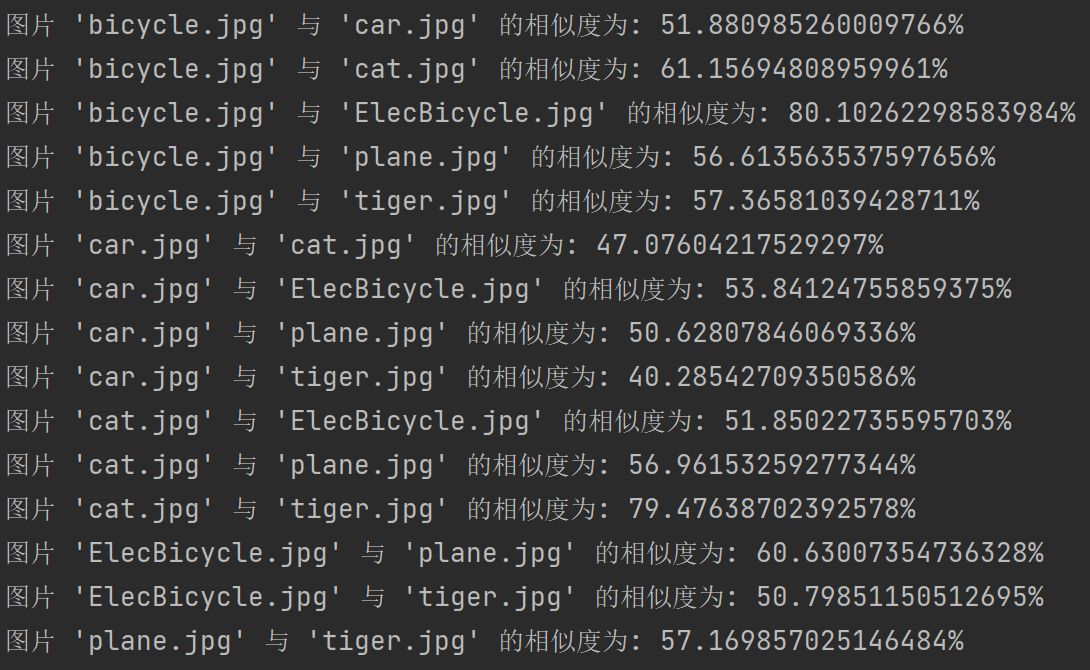 图片 'bicycle.jpg' 与 'car.jpg' 的相似度为: 51.880985260009766%
图片 'bicycle.jpg' 与 'cat.jpg' 的相似度为: 61.15694808959961%
图片 'bicycle.jpg' 与 'ElecBicycle.jpg' 的相似度为: 80.10262298583984%
图片 'bicycle.jpg' 与 'plane.jpg' 的相似度为: 56.613563537597656%
图片 'bicycle.jpg' 与 'tiger.jpg' 的相似度为: 57.36581039428711%
图片 'car.jpg' 与 'cat.jpg' 的相似度为: 47.07604217529297%
图片 'car.jpg' 与 'ElecBicycle.jpg' 的相似度为: 53.84124755859375%
图片 'car.jpg' 与 'plane.jpg' 的相似度为: 50.62807846069336%
图片 'car.jpg' 与 'tiger.jpg' 的相似度为: 40.28542709350586%
图片 'cat.jpg' 与 'ElecBicycle.jpg' 的相似度为: 51.85022735595703%
图片 'cat.jpg' 与 'plane.jpg' 的相似度为: 56.96153259277344%
图片 'cat.jpg' 与 'tiger.jpg' 的相似度为: 79.47638702392578%
图片 'ElecBicycle.jpg' 与 'plane.jpg' 的相似度为: 60.63007354736328%
图片 'ElecBicycle.jpg' 与 'tiger.jpg' 的相似度为: 50.79851150512695%
图片 'plane.jpg' 与 'tiger.jpg' 的相似度为: 57.169857025146484%